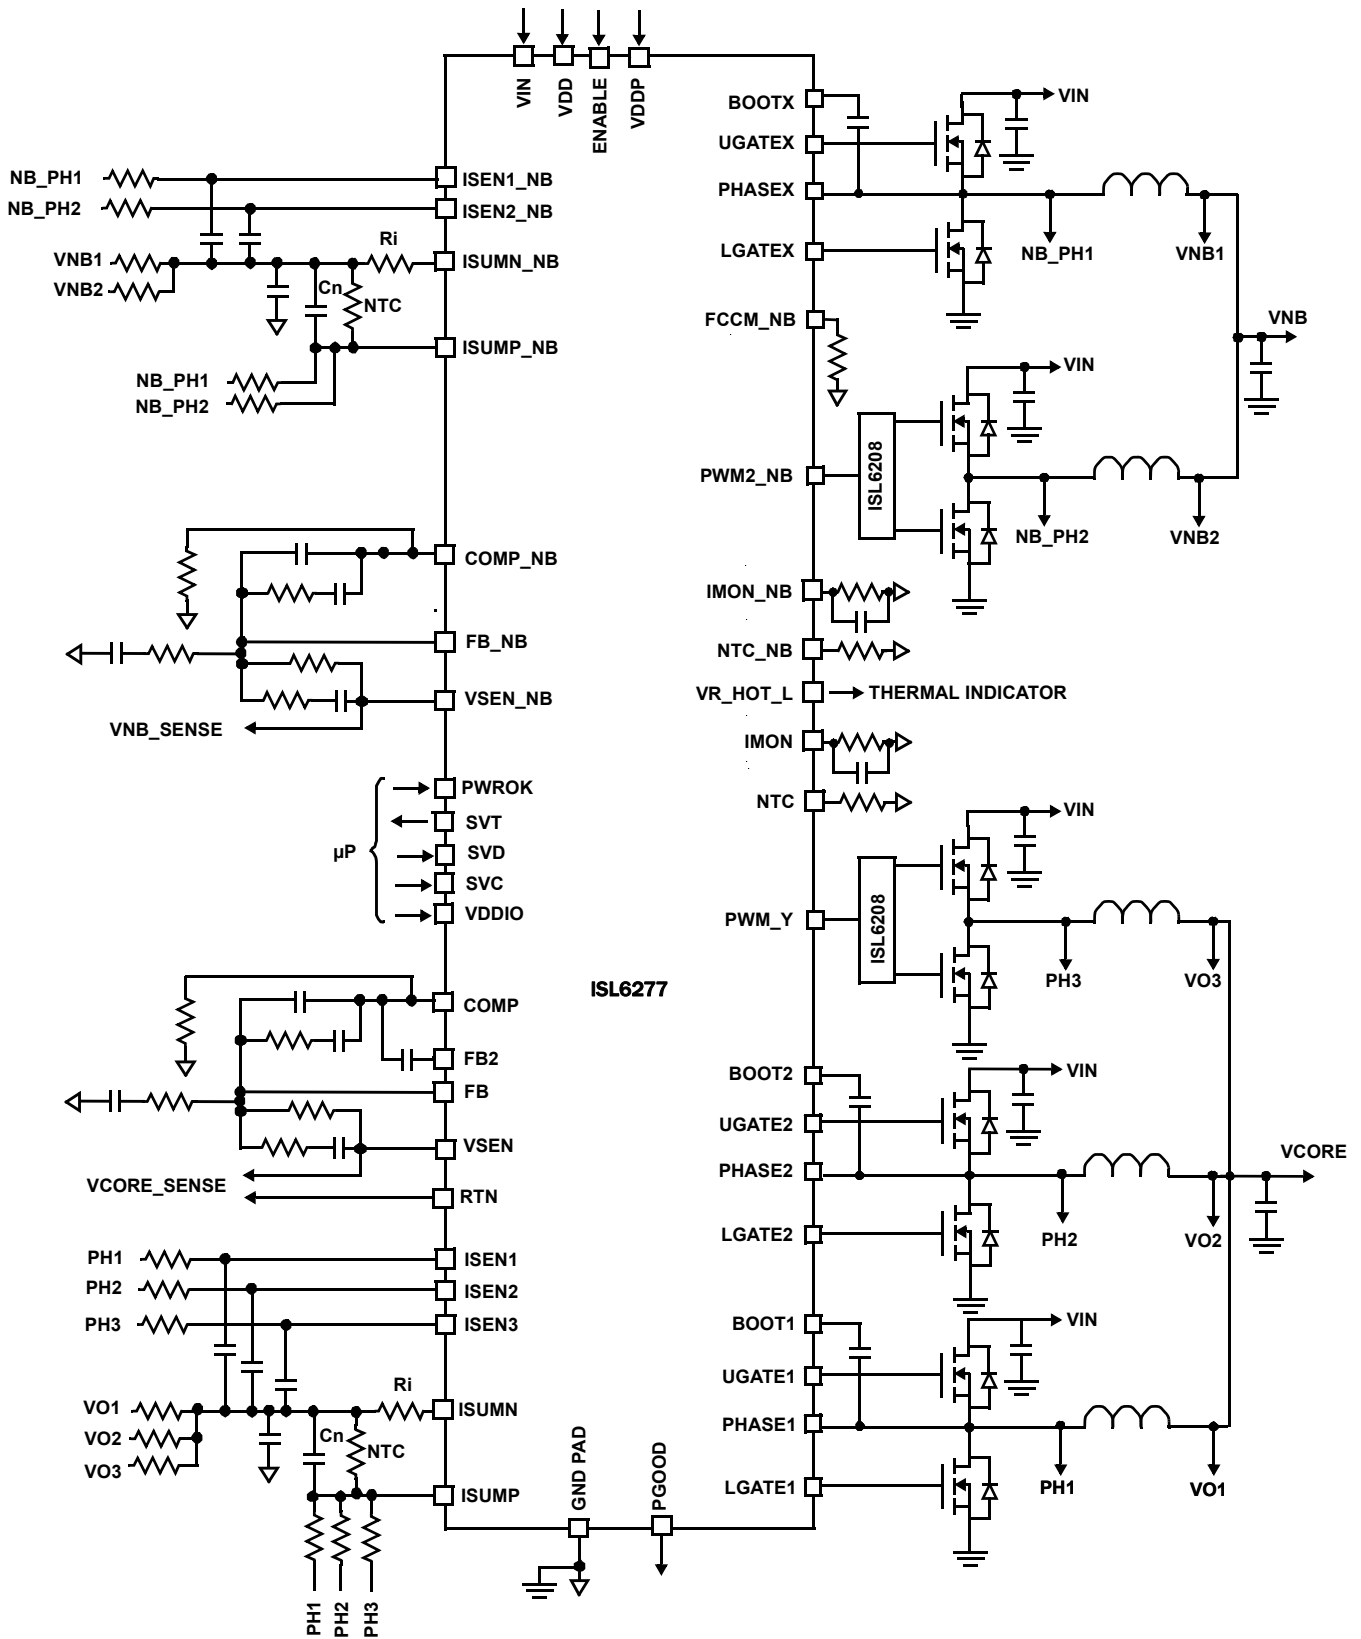 VIN
VDD
ENABLE
VDDP
NB_PH1
NB_PH2
VNB1
VNB2
Ri
Cn
NTC
NB_PH1
NB_PH2
ISEN1_NB
ISEN2_NB
ISUMN_NB
ISUMP_NB
COMP_NB
FB_NB
VSEN_NB
VNB_SENSE
µP
PWROK
SVT
SVD
SVC
VDDIO
COMP
FB2
FB
VSEN
VCORE_SENSE
RTN
PH1
PH2
PH3
ISEN1
ISEN2
ISEN3
VO1
VO2
VO3
Ri
Cn
NTC
ISUMN
ISUMP
PH1
PH2
PH3
GND PAD
PGOOD
ISL6277
BOOTX
UGATEX
PHASEX
LGATEX
FCCM_NB
PWM2_NB
IMON_NB
NTC_NB
VR_HOT_L
THERMAL INDICATOR
IMON
NTC
PWM_Y
BOOT2
UGATE2
PHASE2
LGATE2
BOOT1
UGATE1
PHASE1
LGATE1
VIN
NB_PH1
VNB1
VNB
VIN
ISL6208
NB_PH2
VNB2
VIN
ISL6208
PH3
VO3
VIN
PH2
VO2
VCORE
VIN
PH1
VO1